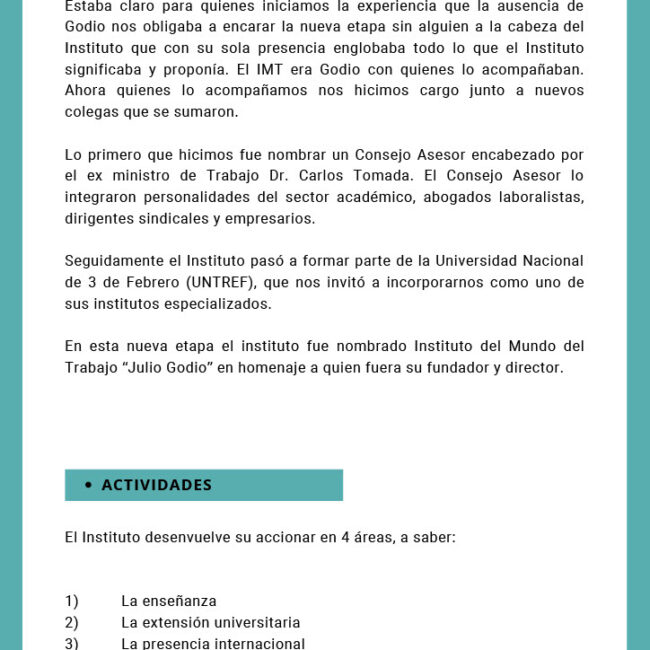 Estaba claro para quienes iniciamos la experiencia que la ausencia de
Godio nos obligaba a encarar la nueva etapa sin alguien a la cabeza del
Instituto que con su sola presencia englobaba todo lo que el Instituto
significaba y proponía. El IMT era Godio con quienes lo acompañaban.
Ahora quienes lo acompañamos nos hicimos cargo junto a nuevos
colegas que se sumaron.
Lo primero que hicimos fue nombrar un Consejo Asesor encabezado por
el ex ministro de Trabajo Dr. Carlos Tomada. El Consejo Asesor lo
integraron personalidades del sector académico, abogados laboralistas,
dirigentes sindicales y empresarios.
Seguidamente el Instituto pasó a formar parte de la Universidad Nacional
de 3 de Febrero (UNTREF), que nos invitó a incorporarnos como uno de
sus institutos especializados.
En esta nueva etapa el instituto fue nombrado Instituto del Mundo del
Trabajo “Julio Godio” en homenaje a quien fuera su fundador y director.
• ACTIVIDADES
El Instituto desenvuelve su accionar en 4 áreas, a saber:
1) La enseñanza
2) La extensión universitaria
3) La presencia internacional